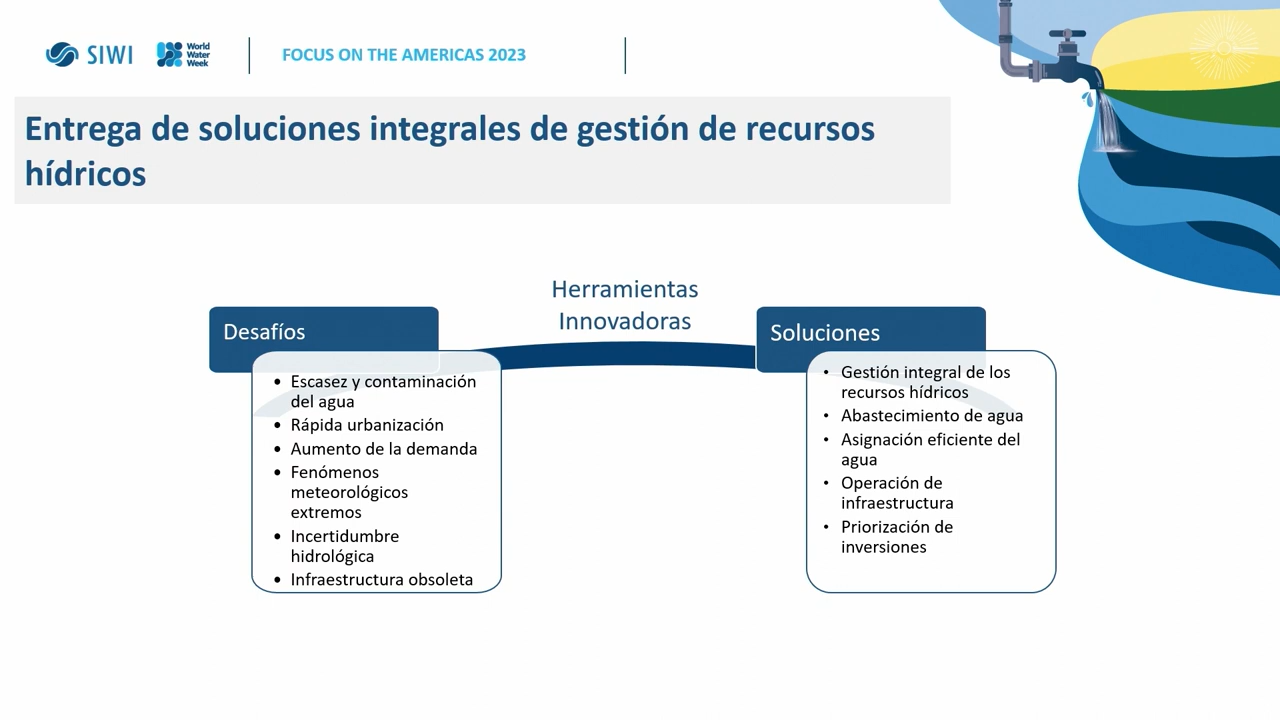 SIWI
World
Water
Week
FOCUS ON THE AMERICAS 2023
Entrega de soluciones integrales de gestión de recursos
hídricos
Herramientas
Innovadoras
Desafíos
• Escasez y contaminación
del agua
• Rápida urbanización
• Aumento de la demanda
• Fenómenos
meteorológicos
extremos
• Incertidumbre
hidrológica
• Infraestructura obsoleta
Soluciones
• Gestión integral de los
recursos hídricos
• Abastecimiento de agua
• Asignación eficiente del
agua
• Operación de
infraestructura
• Priorización de
inversiones